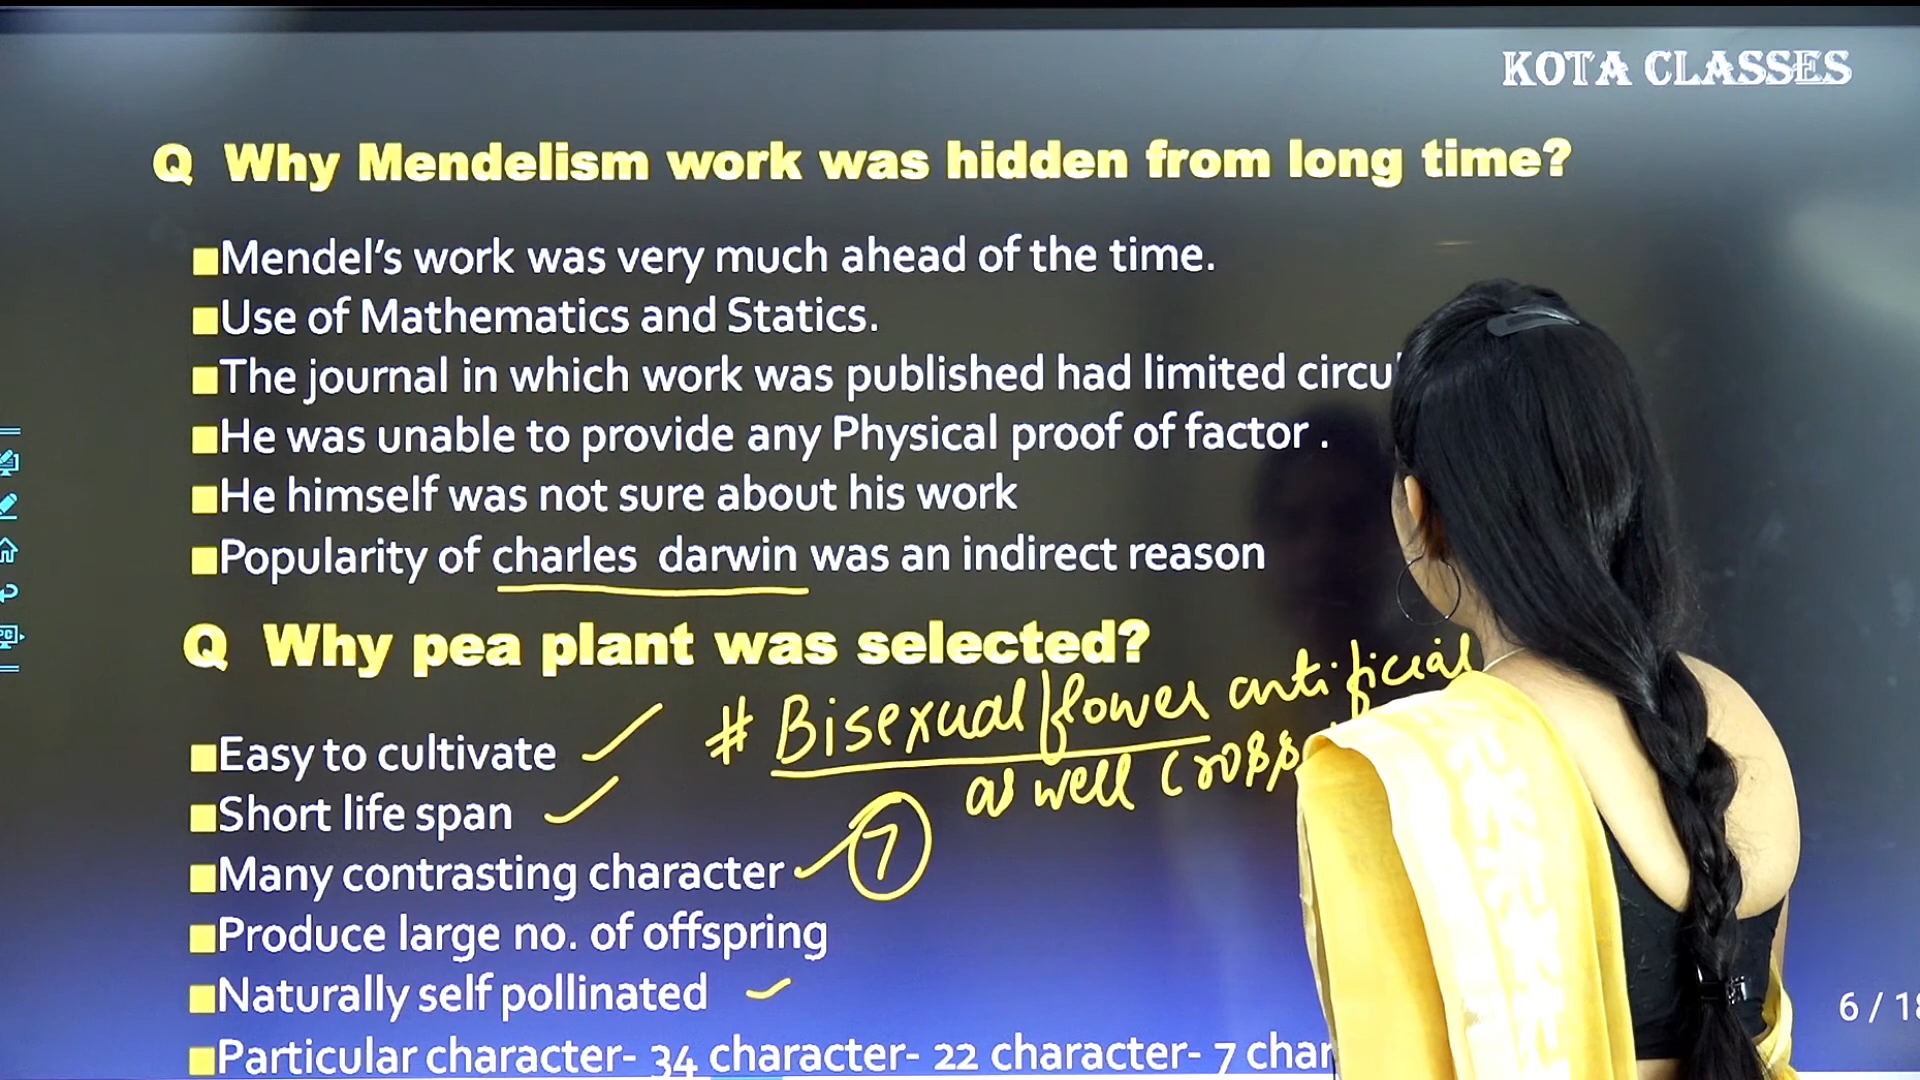 KOTA CLASSES
Q Why Mendelism work was hidden from long time?
Mendel's work was very much ahead of the time.
Use of Mathematics and Statics.
The journal in which work was published had limited
He was unable to provide any Physical proof of factor .
He himself was not sure about his work
Popularity of charles darwin was an indirect reason
Q Why pea plant was selected?
# Bisexual flower artificial
Easy to cultivate
as well
Short life span
7
Many contrasting character
Produce large no. of offspring
Naturally self pollinated
6 / 18
Particular character- 34 character- 22 character- 7